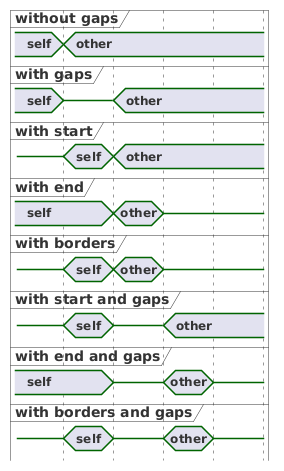 without gaps
self other
with gaps
self other
with start
self other
with end
self other
with borders
self other
with start and gaps
self other
with end and gaps
self other
with borders and gaps
self other